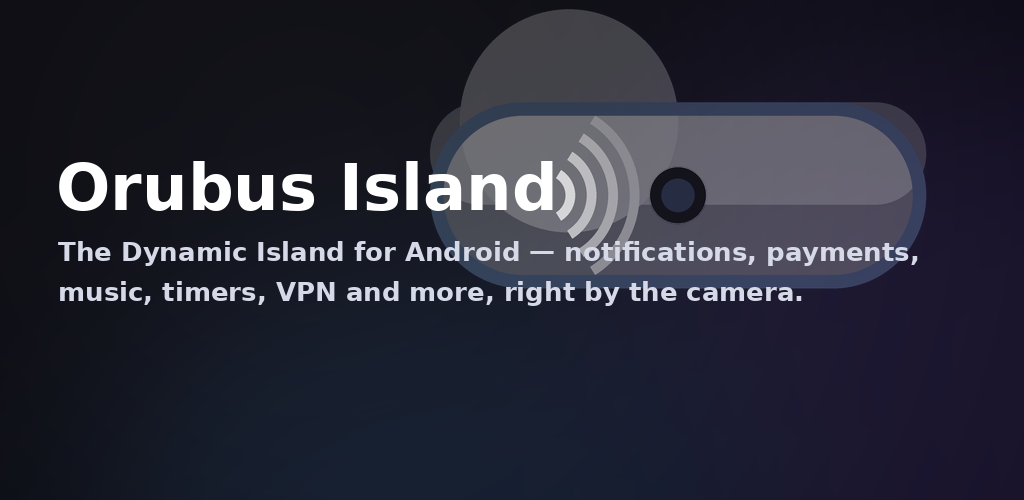 Orubus Island
The Dynamic Island for Android — notifications, payments,
music, timers, VPN and more, right by the camera.